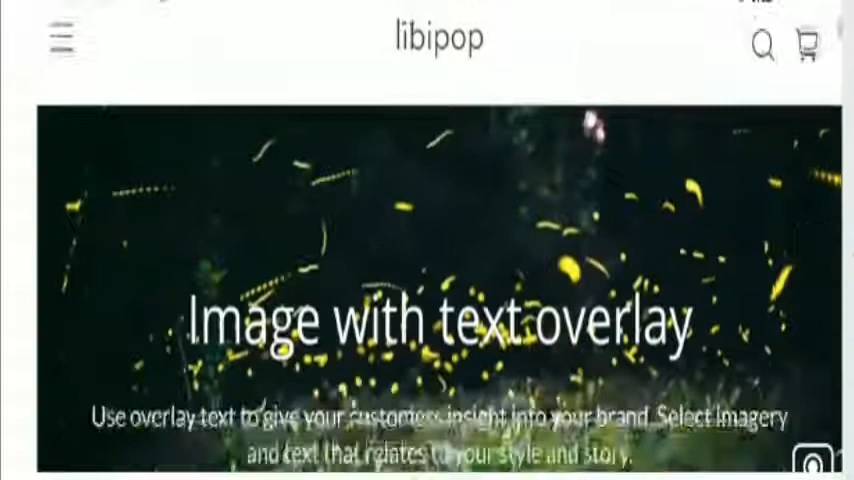 libipop
Image with text overlay
Use overlay text to give your customers insight into your brand. Select imagery
and text that relates to your style and story.